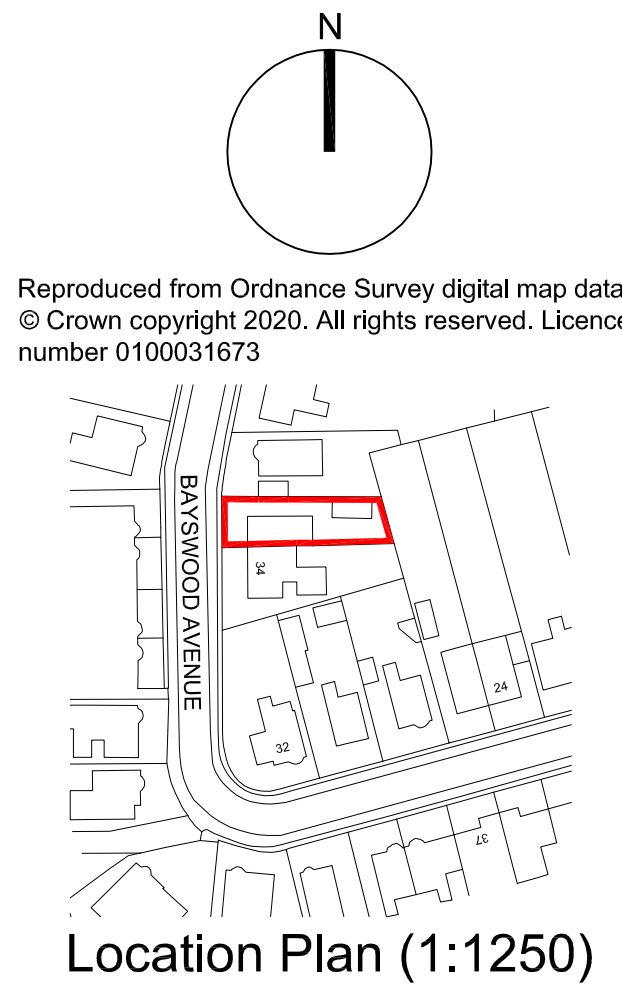 N
Reproduced from Ordnance Survey digital map data
© Crown copyright 2020. All rights reserved. Licence
number 0100031673
BAYSWOOD AVENUE
34
24
32
37
Location Plan (1:1250)